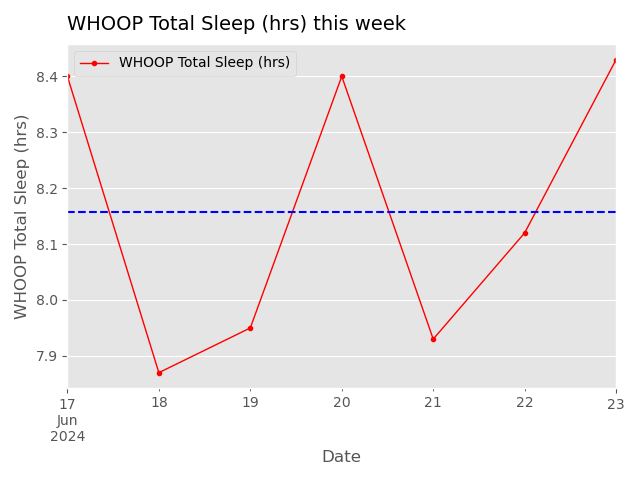 WHOOP Total Sleep (hrs) this week
WHOOP Total Sleep (hrs)
WHOOP Total Sleep (hrs)
8.4
8.3
8.2
8.1
8.0
7.9
17 18 19 20 21 22 23
Jun
2024
Date